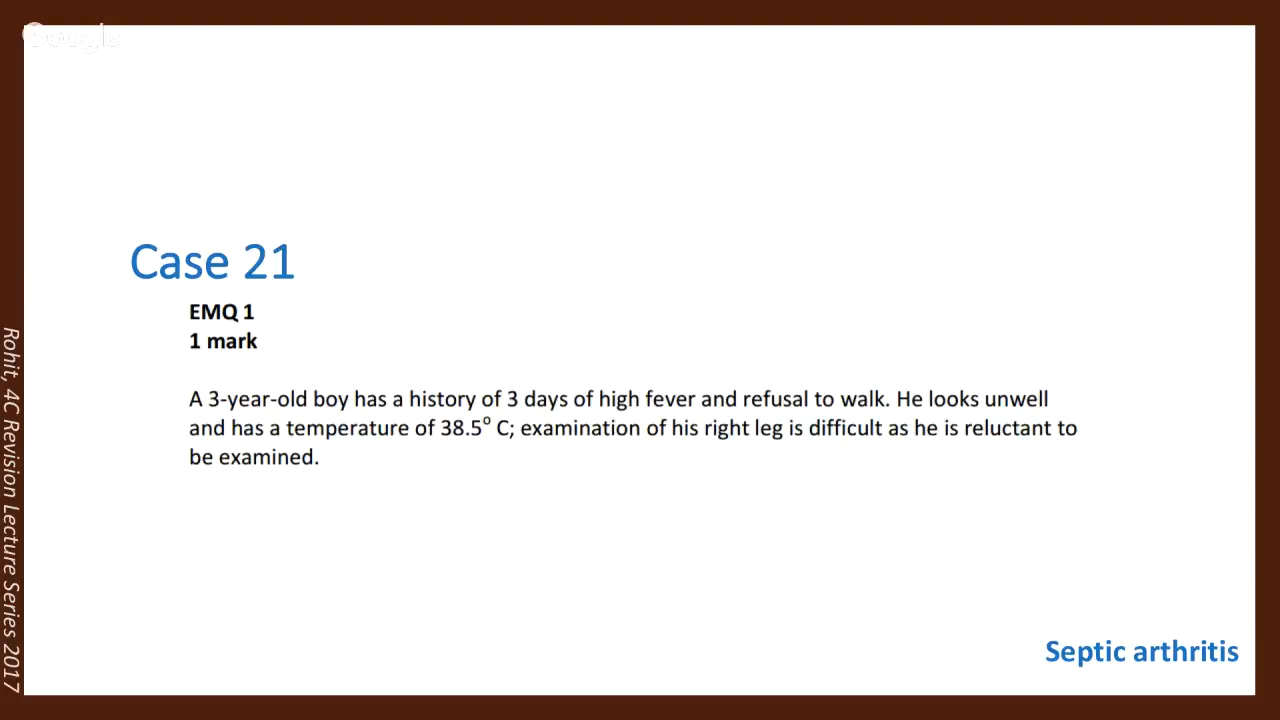 Google
Case 21
EMQ 1
1 mark
A 3-year-old boy has a history of 3 days of high fever and refusal to walk. He looks unwell
and has a temperature of 38.5° C; examination of his right leg is difficult as he is reluctant to
be examined.
Septic arthritis
Rohit, 4C Revision Lecture Series 2017